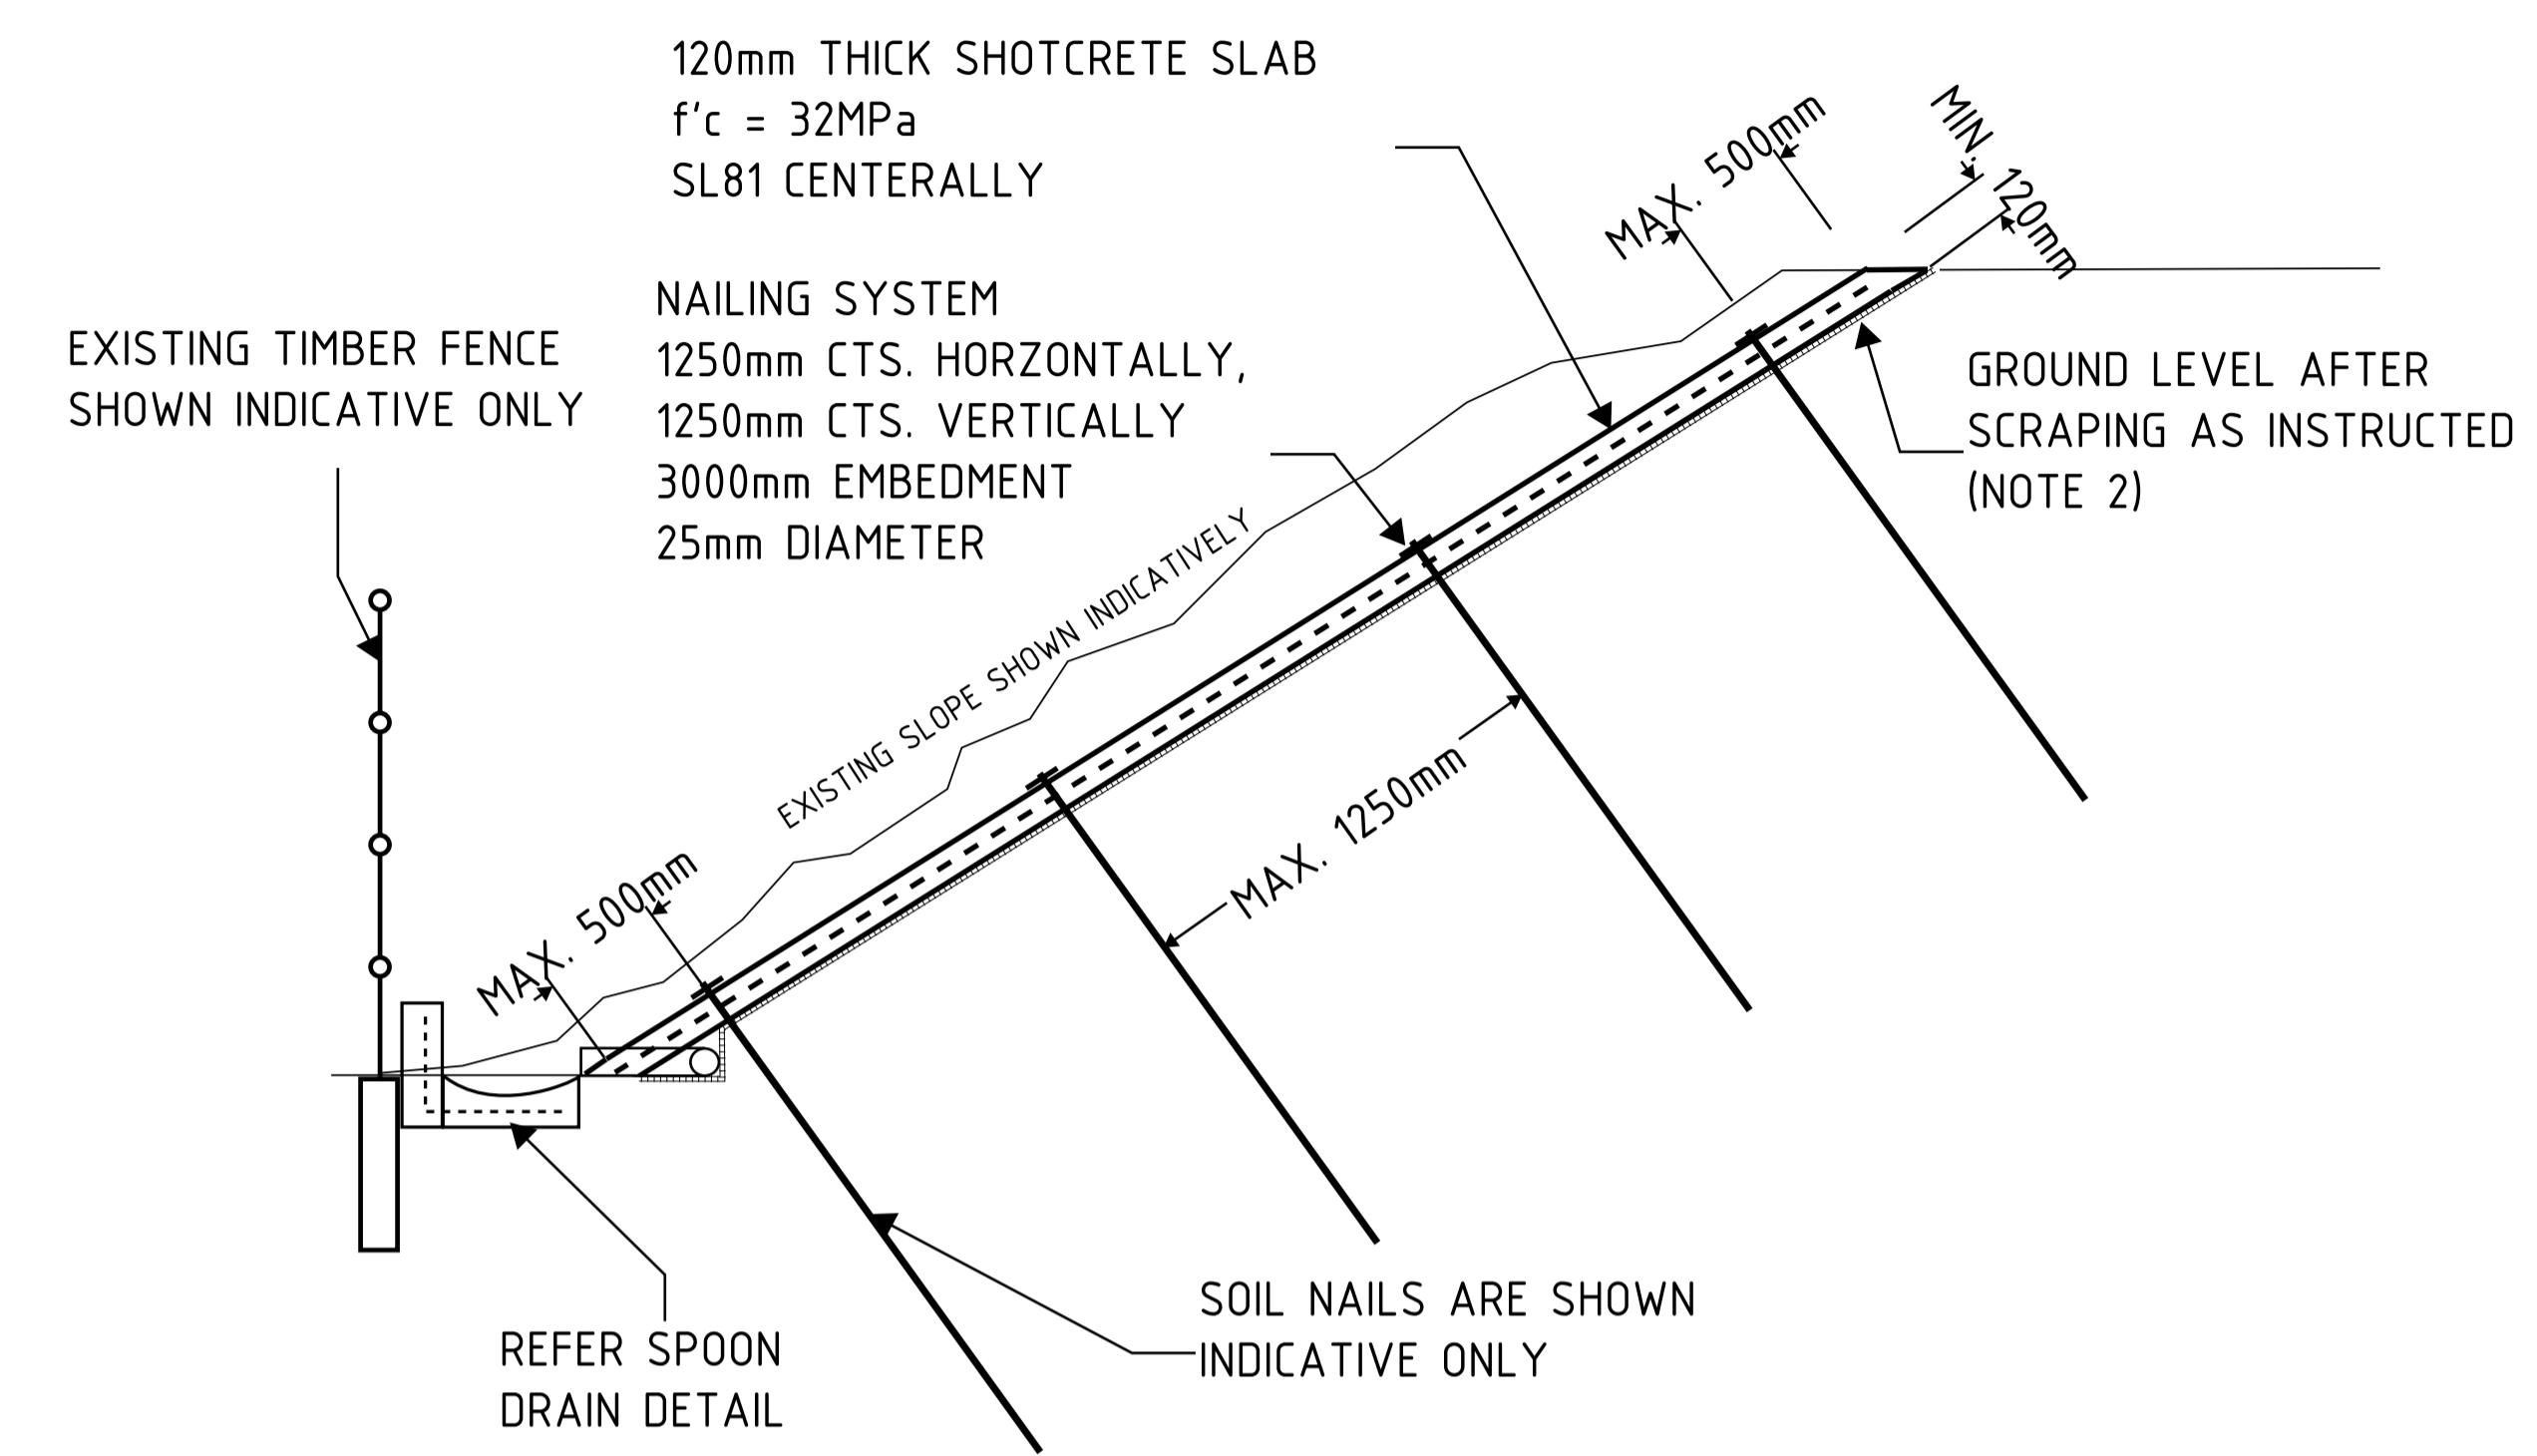 120mm THICK SHOTCRETE SLAB
f'c = 32MPa
SL81 CENTERALLY
NAILING SYSTEM
1250mm CTS. HORZONTALLY,
1250mm CTS. VERTICALLY
3000mm EMBEDMENT
25mm DIAMETER
EXISTING TIMBER FENCE
SHOWN INDICATIVE ONLY
MAX. 500mm
MIN. 120mm
GROUND LEVEL AFTER
SCRAPING AS INSTRUCTED
(NOTE 2)
EXISTING SLOPE SHOWN INDICATIVELY
MAX. 1250mm
MAX. 500mm
SOIL NAILS ARE SHOWN
INDICATIVE ONLY
REFER SPOON
DRAIN DETAIL